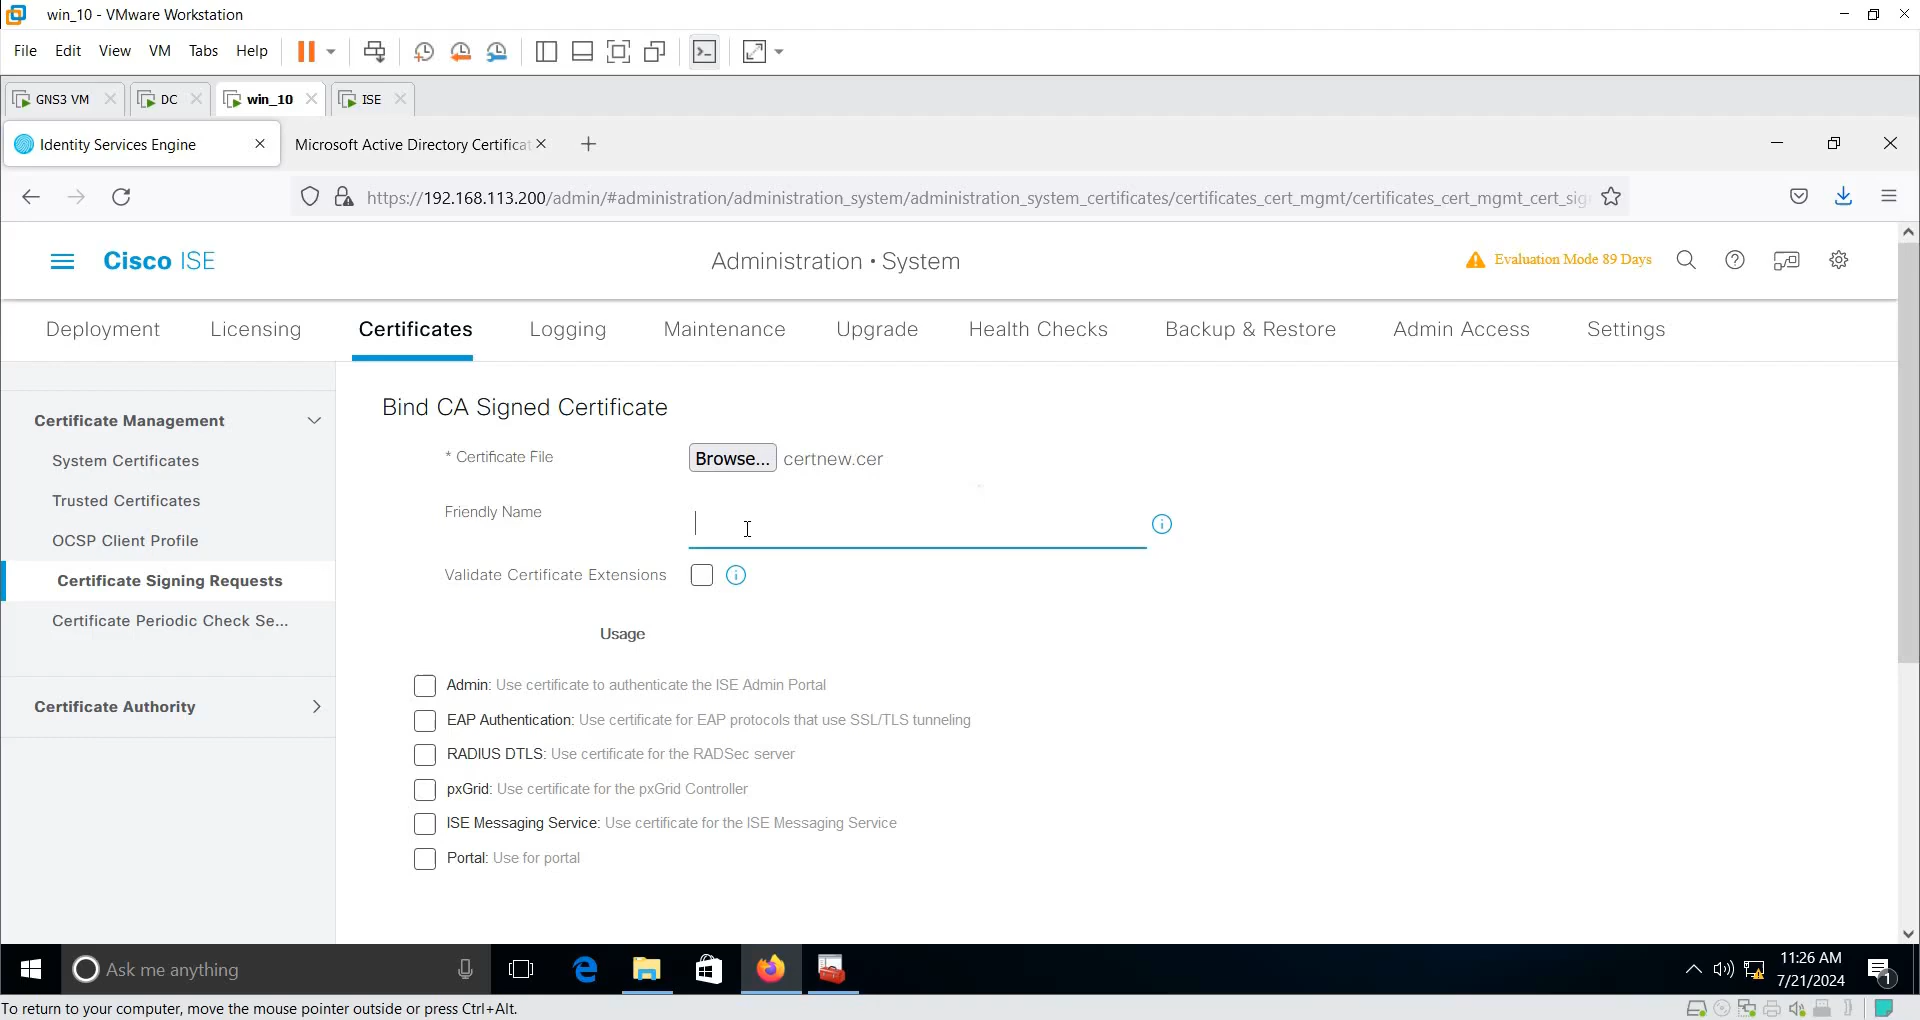 win_10 - VMware Workstation
File Edit View VM Tabs Help
GNS3 VM DC win_10 ISE
Identity Services Engine Microsoft Active Directory Certificat
https://192.168.113.200/admin/#administration/administration_system/administration_system_certificates/certificates_cert_mgmt/certificates_cert_mgmt_cert_sig
Cisco ISE Administration • System Evaluation Mode 89 Days
Deployment Licensing Certificates Logging Maintenance Upgrade Health Checks Backup & Restore Admin Access Settings
Certificate Management
System Certificates
Trusted Certificates
OCSP Client Profile
Certificate Signing Requests
Certificate Periodic Check Se...
Certificate Authority
Bind CA Signed Certificate
* Certificate File Browse... certnew.cer
Friendly Name
Validate Certificate Extensions
Usage
Admin: Use certificate to authenticate the ISE Admin Portal
EAP Authentication: Use certificate for EAP protocols that use SSL/TLS tunneling
RADIUS DTLS: Use certificate for the RADSec server
pxGrid: Use certificate for the pxGrid Controller
ISE Messaging Service: Use certificate for the ISE Messaging Service
Portal: Use for portal
Ask me anything
11:26 AM
7/21/2024
1
To return to your computer, move the mouse pointer outside or press Ctrl+Alt.